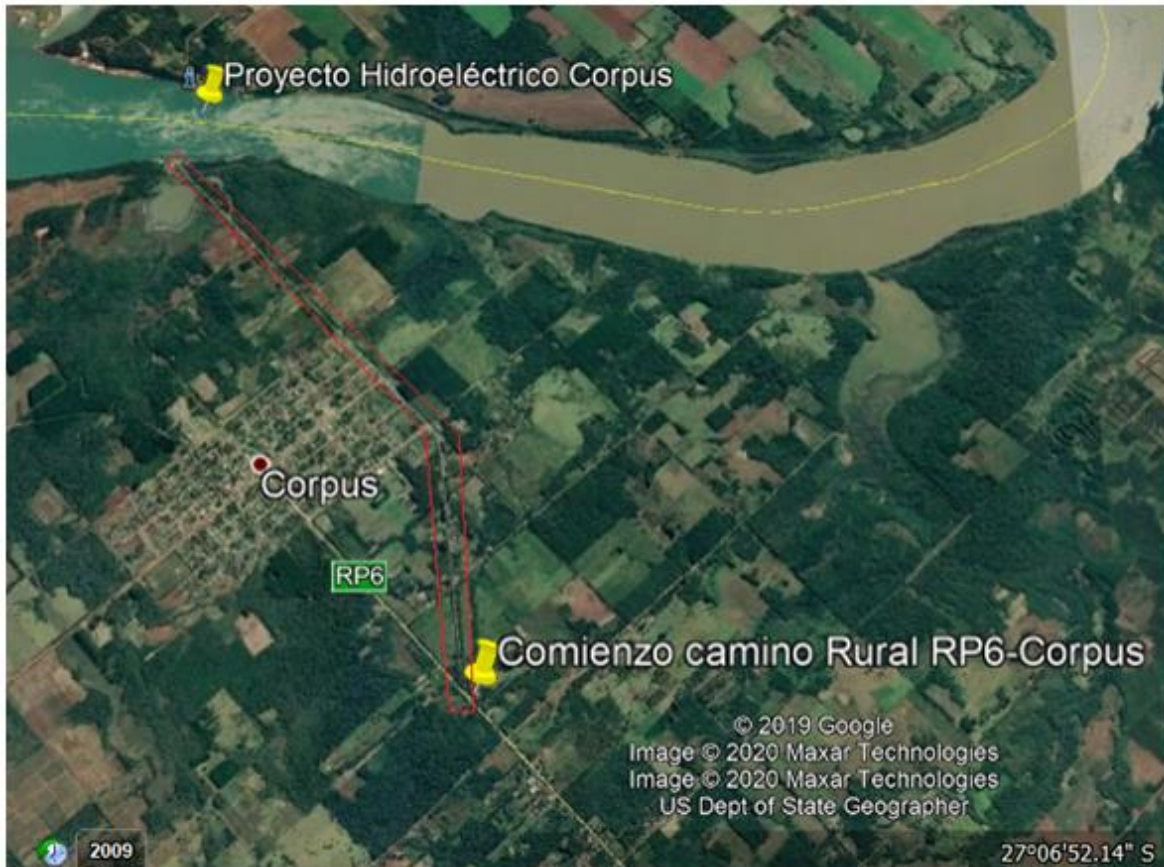 Proyecto Hidroeléctrico Corpus
Corpus
RP6
Comienzo camino Rural RP6-Corpus
© 2019 Google
Image © 2020 Maxar Technologies
Image © 2020 Maxar Technologies
US Dept of State Geographer
2009
27°06'52.14" S